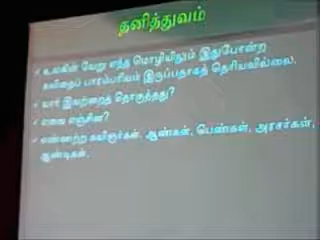 தனித்துவம்
உலகின் வேறு எந்த மொழியிலும் இதுபோன்ற
கவிதைப் பாரம்பரியம் இருப்பதாகத் தெரியவில்லை.
யார் இவற்றைத் தொகுத்தது?
எவை எஞ்சின?
எண்ணற்ற கவிஞர்கள். ஆண்கள், பெண்கள், அரசர்கள்,
ஆண்டிகள்.